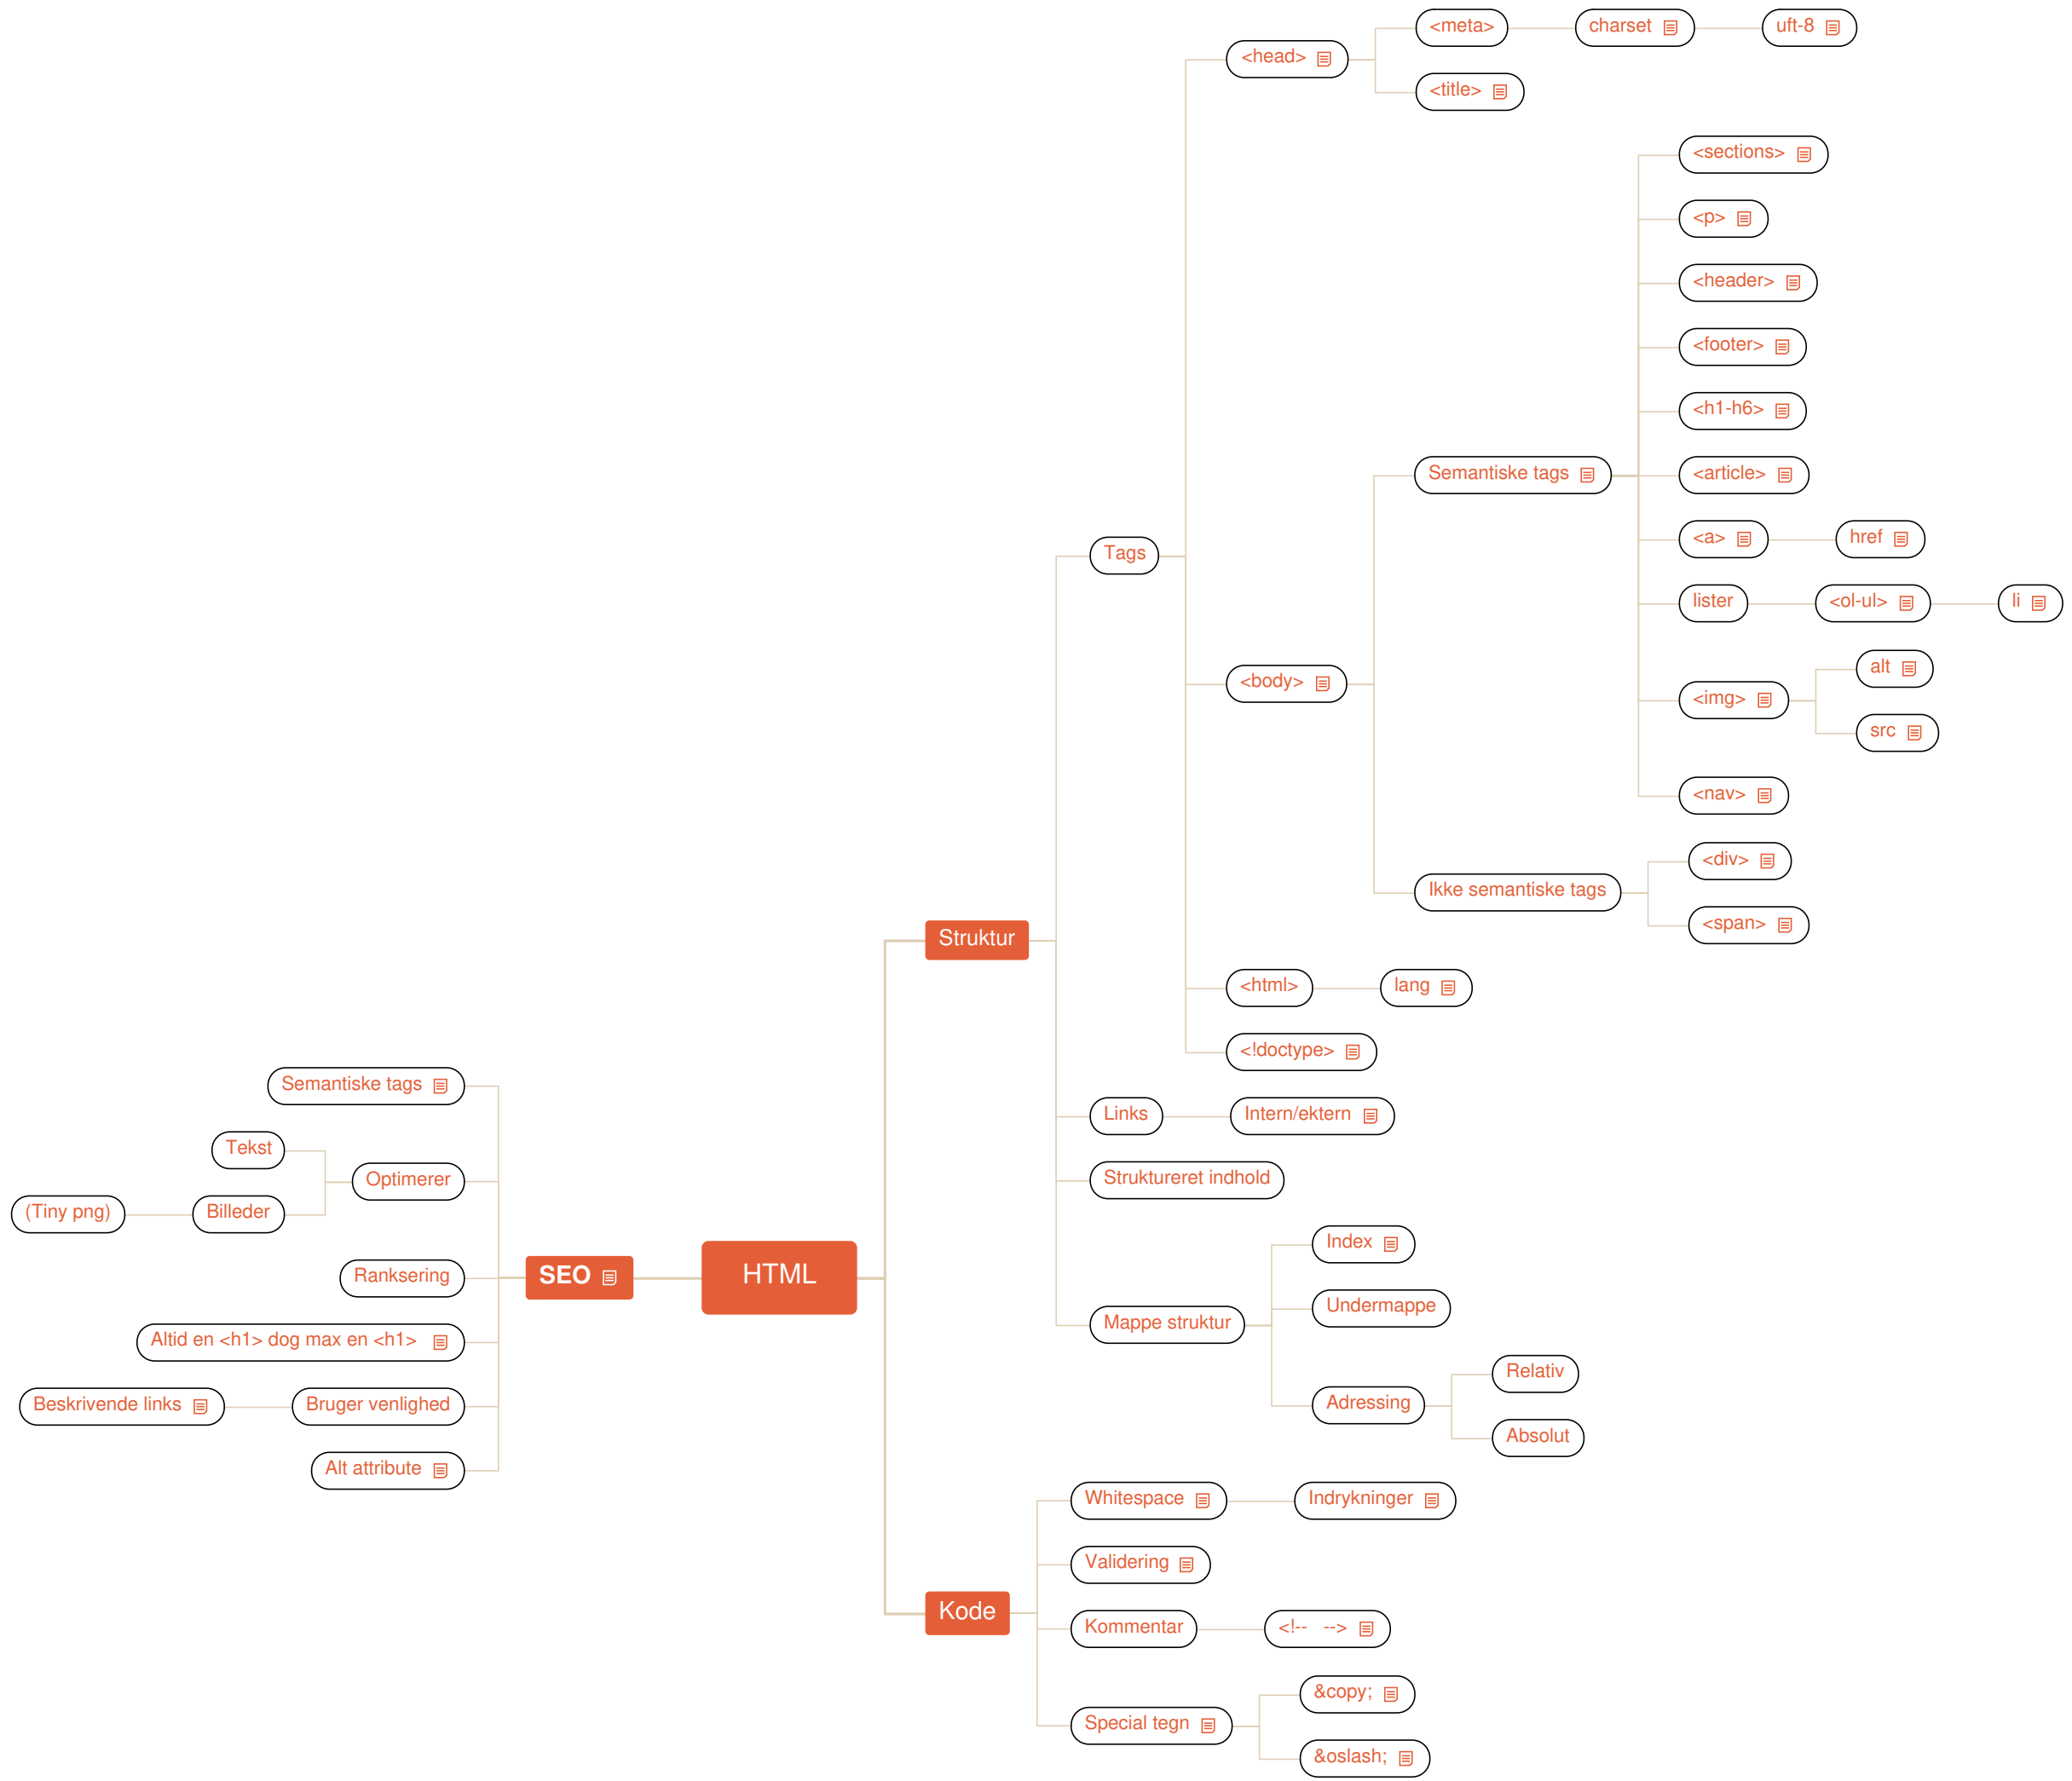 HTML
Struktur
Tags
<head>
<meta>
charset
uft-8
<title>
<body>
Semantiske tags
<sections>
<p>
<header>
<footer>
<h1-h6>
<article>
<a>
href
lister
<ol-ul>
li
<img>
alt
src
<nav>
Ikke semantiske tags
<div>
<span>
<html>
lang
<!doctype>
Links
Intern/ektern
Struktureret indhold
Mappe struktur
Index
Undermappe
Adressing
Relativ
Absolut
Kode
Whitespace
Indrykninger
Validering
Kommentar
<!-- -->
Special tegn
&copy;
&oslash;
SEO
Semantiske tags
Optimerer
Tekst
Billeder
(Tiny png)
Ranksering
Altid en <h1> dog max en <h1>
Bruger venlighed
Beskrivende links
Alt attribute